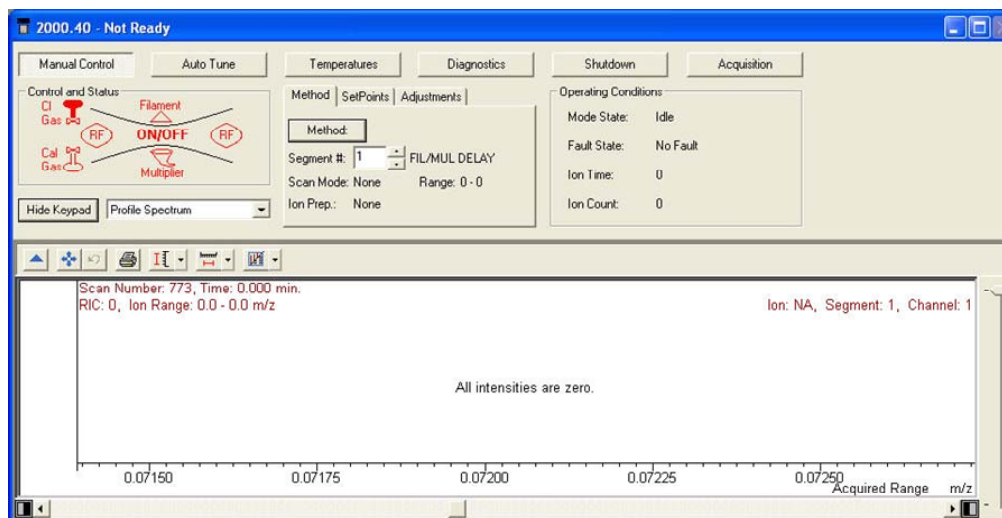 2000.40 - Not Ready
Manual Control Auto Tune Temperatures Diagnostics Shutdown Acquisition
Control and Status
CI Gas
Filament
RF ON/OFF RF
Cal Gas
Multiplier
Hide Keypad Profile Spectrum
Method SetPoints Adjustments
Method:
Segment #: 1 FIL/MUL DELAY
Scan Mode: None Range: 0 - 0
Ion Prep.: None
Operating Conditions
Mode State: Idle
Fault State: No Fault
Ion Time: 0
Ion Count: 0
Scan Number: 773, Time: 0.000 min.
RIC: 0, Ion Range: 0.0 - 0.0 m/z
Ion: NA, Segment: 1, Channel: 1
All intensities are zero.
0.07150 0.07175 0.07200 0.07225 0.07250
Acquired Range m/z